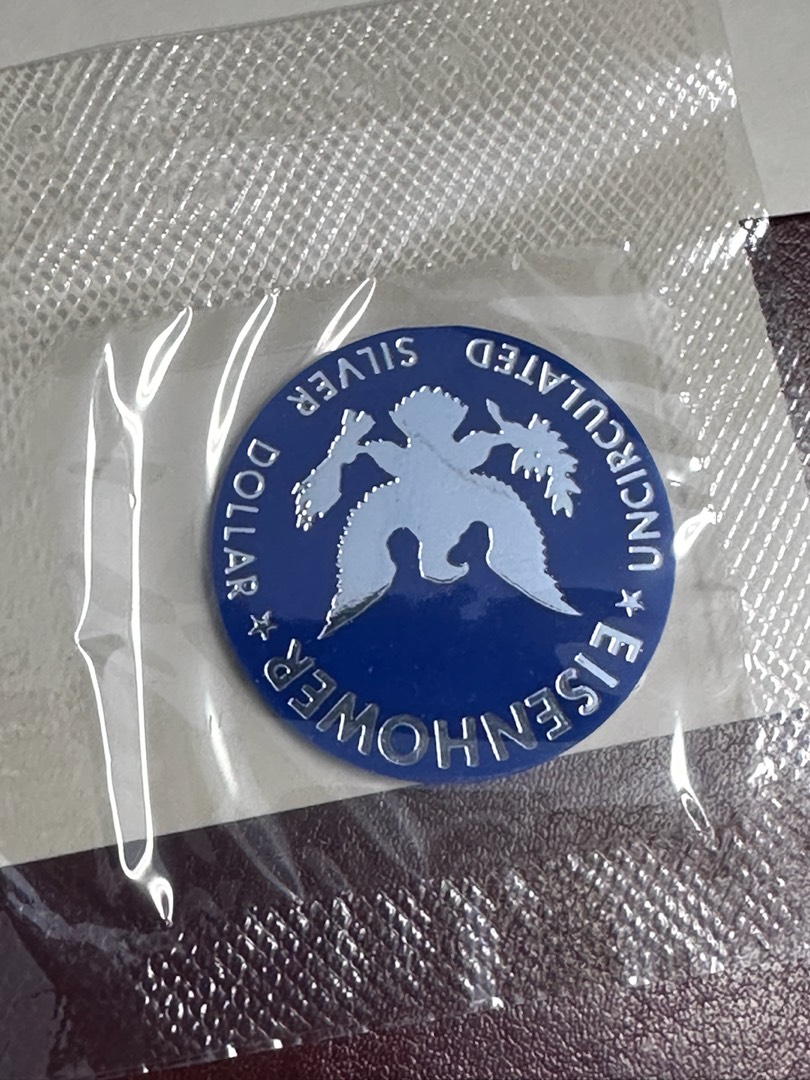 EISENHOWER
★ UNCIRCULATED SILVER DOLLAR ★